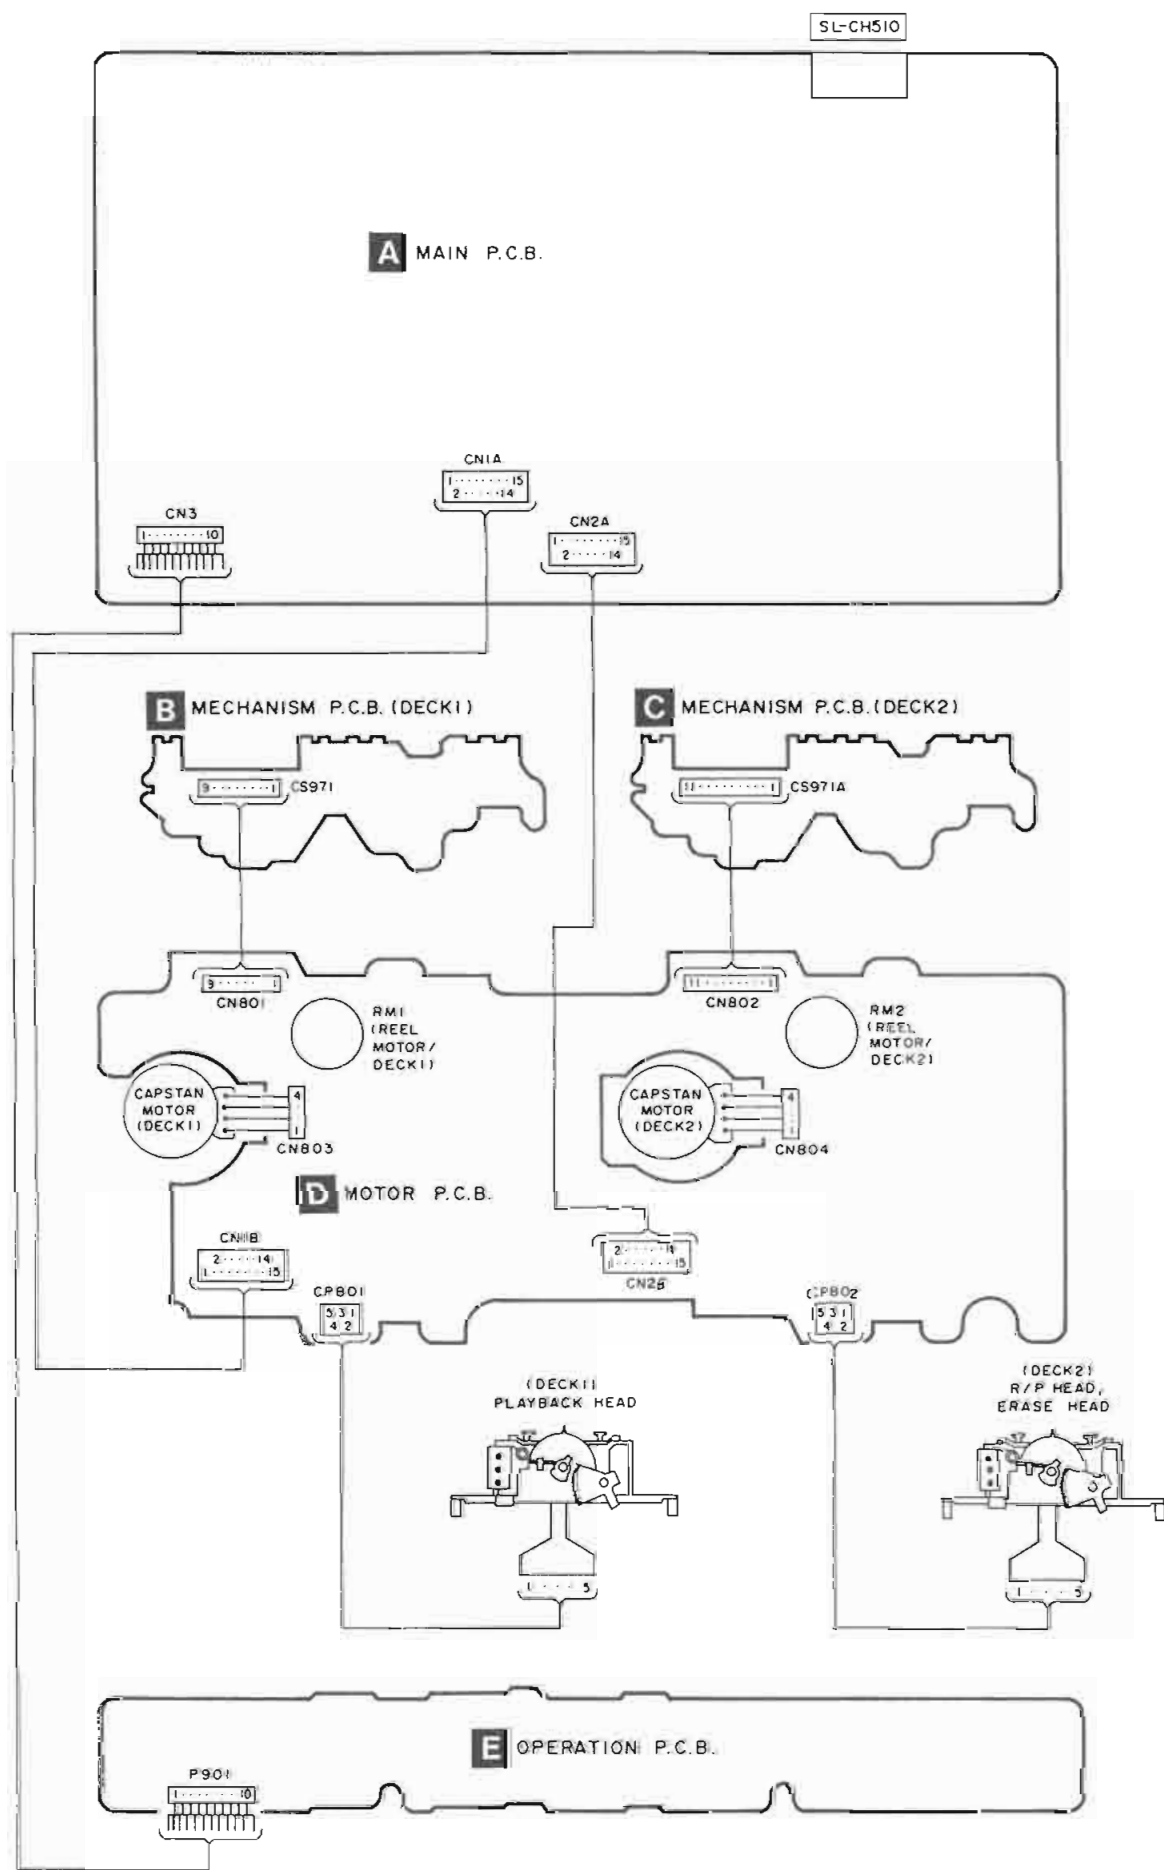 SL-CH510
A MAIN P.C.B.
CN1A
1·······15
2·····14
CN3
1·······10
CN2A
1·······15
2·····14
B MECHANISM P.C.B.(DECK1)
C MECHANISM P.C.B.(DECK2)
9·······1 CS971
11·········1 CS971A
9······1
CN801
11·········1
CN802
RM1
(REEL
MOTOR/
DECK1)
RM2
(REEL
MOTOR/
DECK2)
CAPSTAN
MOTOR
(DECK1)
4
1
CN803
CAPSTAN
MOTOR
(DECK2)
4
1
CN804
D MOTOR P.C.B.
CN1B
2·····14
1·······15
2·····14
1·······15
CN2B
CP801
5 3 1
4 2
CP802
5 3 1
4 2
(DECK1)
PLAYBACK HEAD
(DECK2)
R/P HEAD,
ERASE HEAD
1····5
1····5
E OPERATION P.C.B.
P901
1·······10